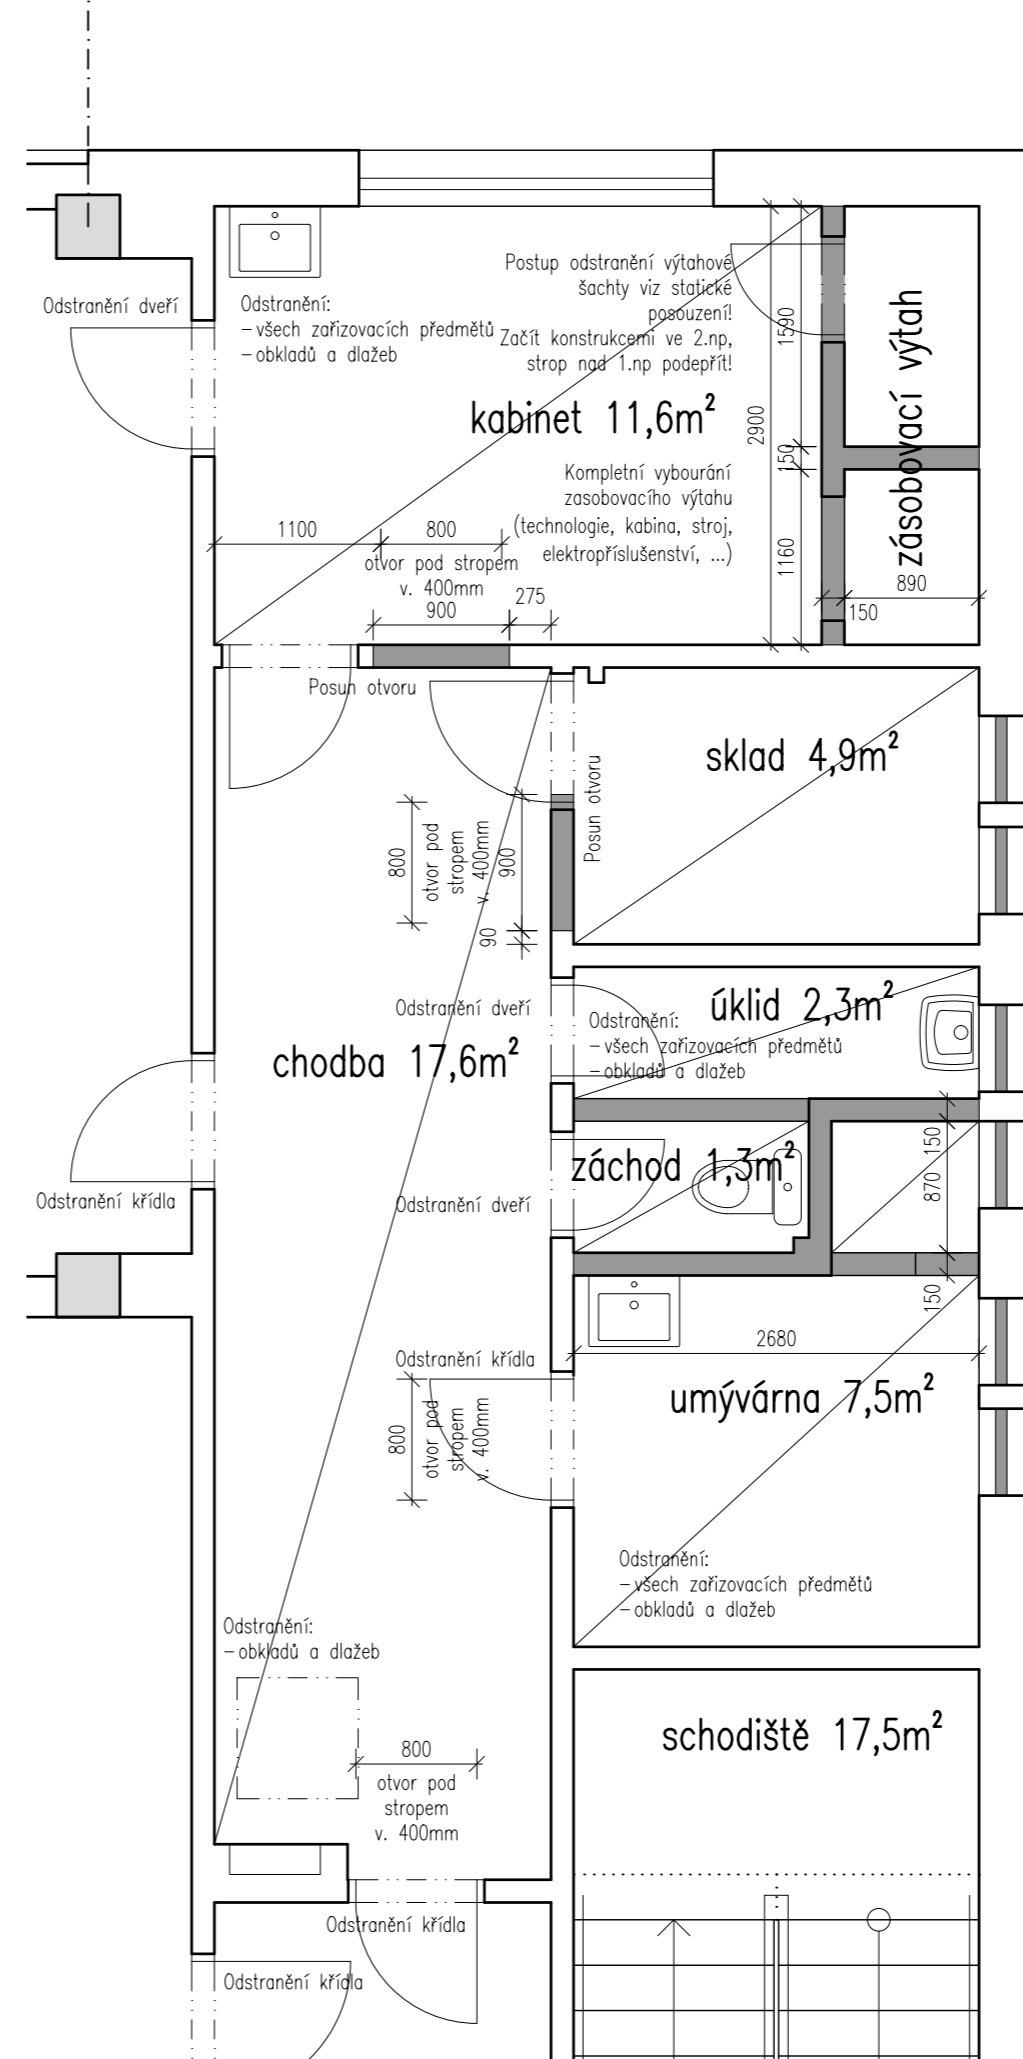 Odstranění dveří
Odstranění:
– všech zařizovacích předmětů
– obkladů a dlažeb
Postup odstranění výtahové
šachty viz statické
posouzení!
Začít konstrukcemi ve 2.np,
strop nad 1.np podepřít!
kabinet 11,6m²
Kompletní vybourání
zasobovacího výtahu
(technologie, kabina, stroj,
elektropříslušenství, ...)
2900
1590
150
1160
zásobovací výtah
890
150
1100
800
otvor pod stropem
v. 400mm
900
275
Posun otvoru
sklad 4,9m²
Posun otvoru
800
otvor pod
stropem
v. 400mm
900
90
Odstranění dveří
úklid 2,3m²
Odstranění:
– všech zařizovacích předmětů
– obkladů a dlažeb
chodba 17,6m²
záchod 1,3m²
150
870
150
Odstranění křídla
Odstranění dveří
2680
Odstranění křídla
umývárna 7,5m²
800
otvor pod
stropem
v. 400mm
Odstranění:
– všech zařizovacích předmětů
– obkladů a dlažeb
Odstranění:
– obkladů a dlažeb
schodiště 17,5m²
800
otvor pod
stropem
v. 400mm
Odstranění křídla
Odstranění křídla